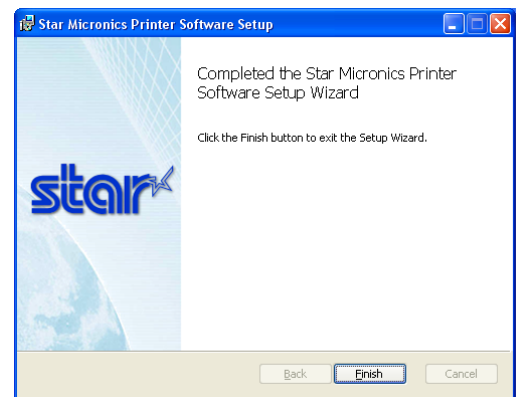 Star Micronics Printer Software Setup
Completed the Star Micronics Printer
Software Setup Wizard
Click the Finish button to exit the Setup Wizard.
star
Back Finish Cancel